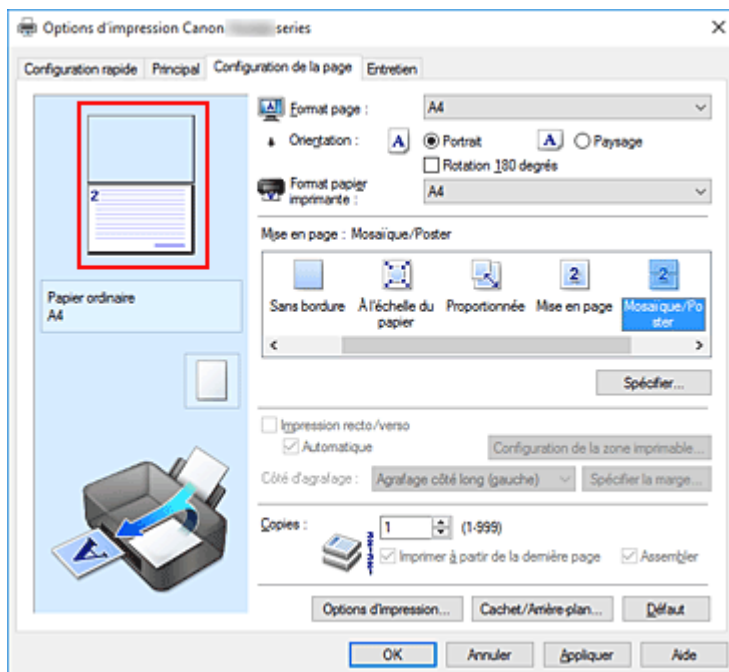 Options d'impression Canon series
Configuration rapide Principal Configuration de la page Entretien
2
Papier ordinaire
A4
A
Format page :
A4
Orientation :
A Portrait
A Paysage
Rotation 180 degrés
Format papier
imprimante :
A4
Mise en page : Mosaïque/Poster
2 2
Sans bordure À l'échelle du
papier Proportionnée Mise en page Mosaïque/Po
ster
Spécifier...
Impression recto/verso
Automatique
Configuration de la zone imprimable...
Côté d'agrafage :
Agrafage côté long (gauche)
Spécifier la marge...
Copies :
1
(1-999)
Imprimer à partir de la dernière page
Assembler
Options d'impression... Cachet/Arrière-plan... Défaut
OK Annuler Appliquer Aide